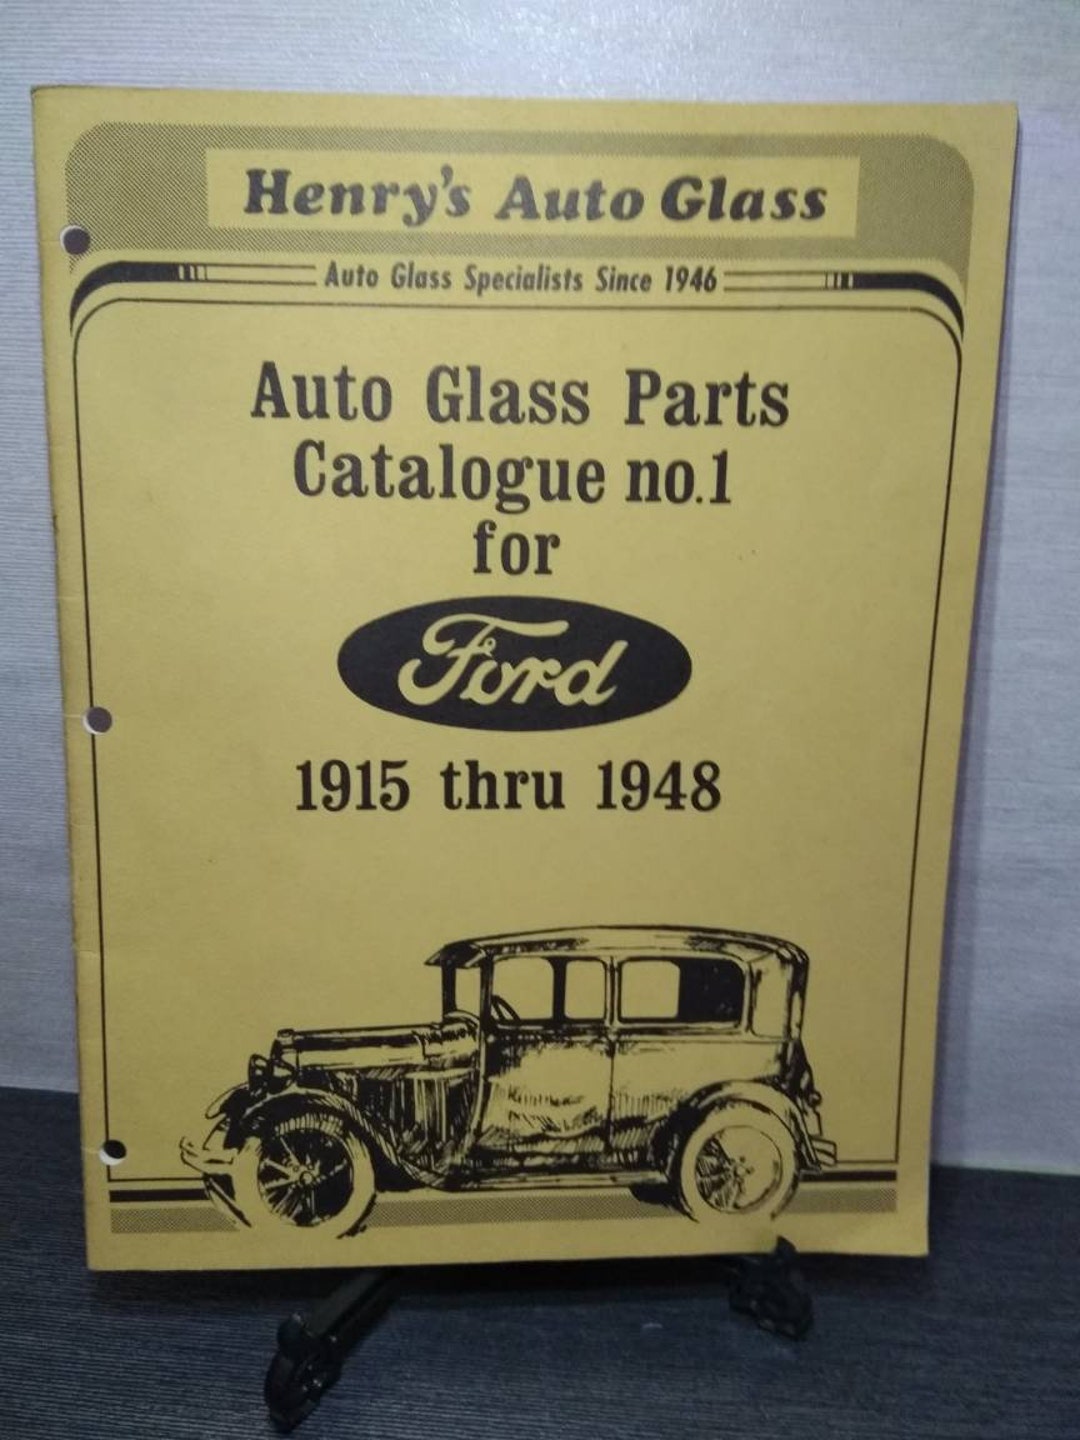 Henry's Auto Glass
Auto Glass Specialists Since 1946
Auto Glass Parts
Catalogue no.1
for
Ford
1915 thru 1948